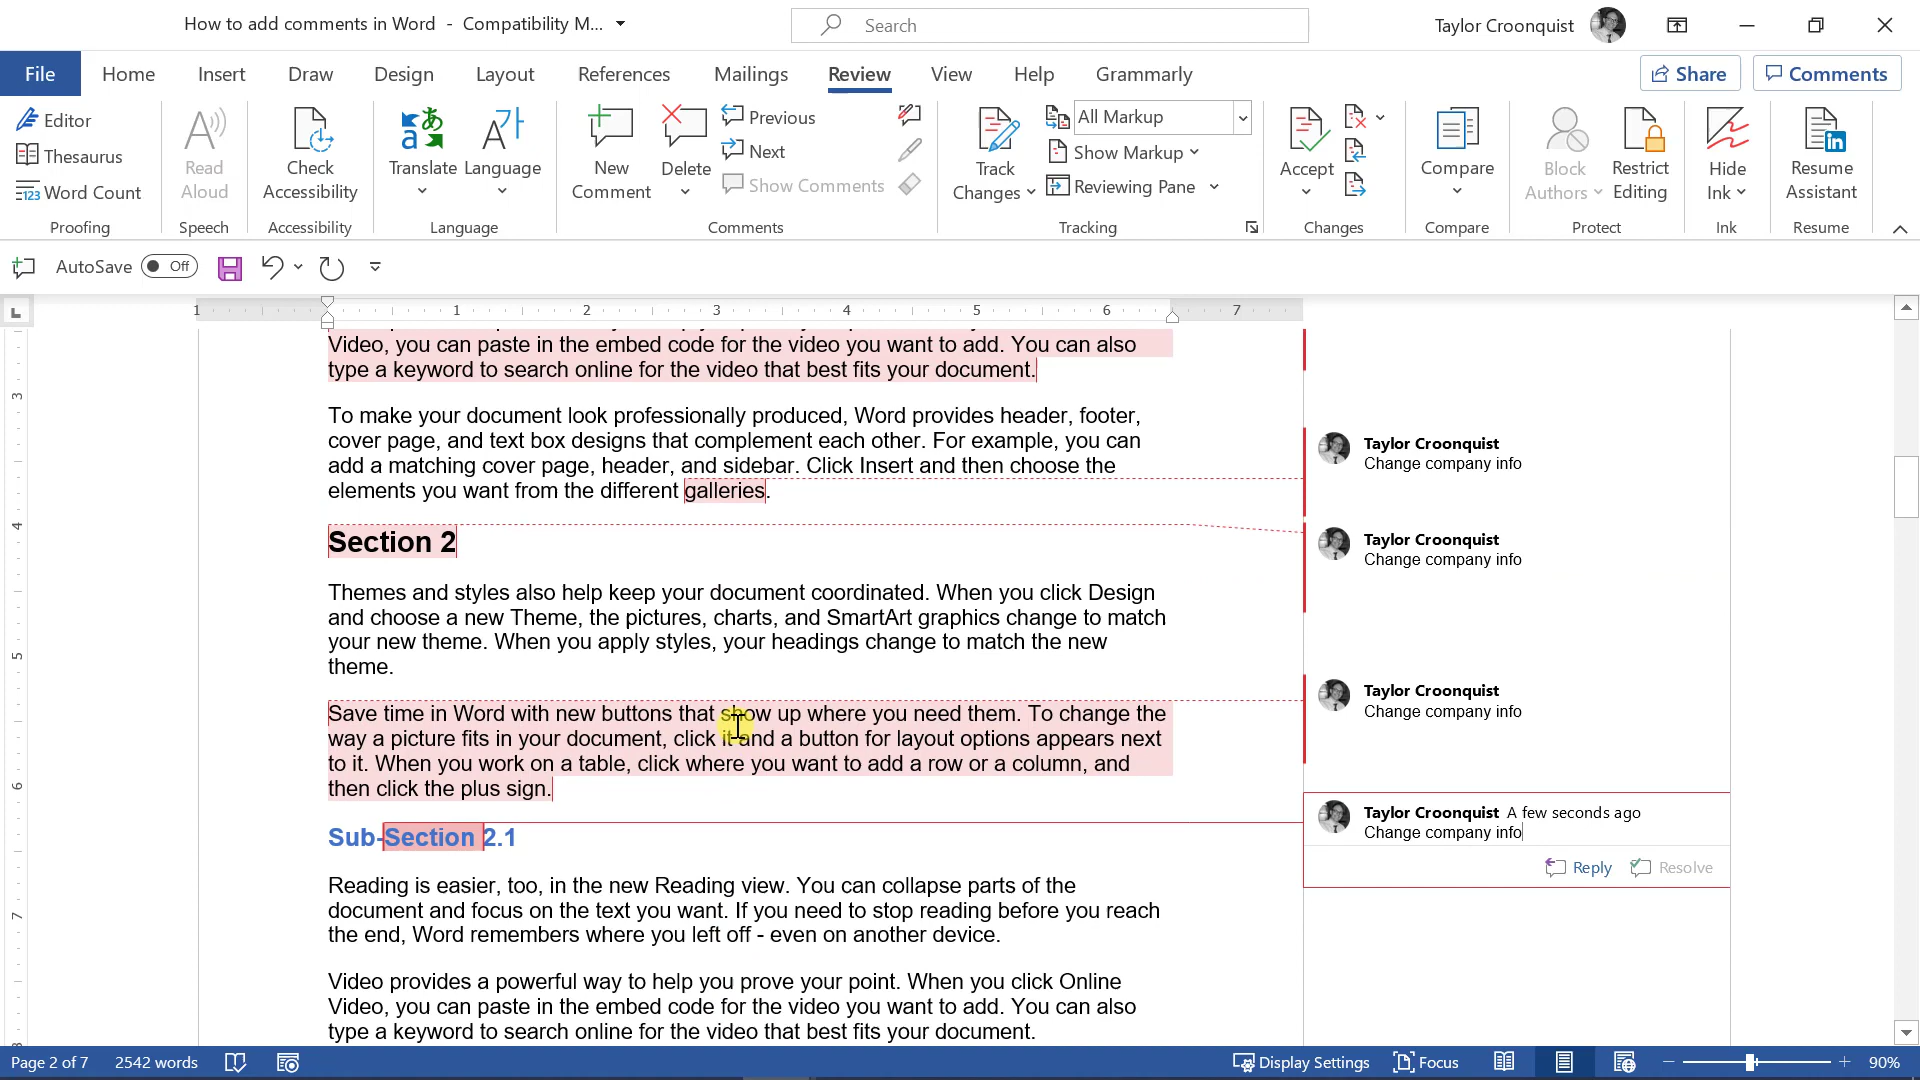 How to add comments in Word - Compatibility M...
Search
Taylor Croonquist
File Home Insert Draw Design Layout References Mailings Review View Help Grammarly
Share Comments
Editor
Thesaurus
Word Count
Proofing
Read Aloud
Speech
Check Accessibility
Accessibility
Translate
Language
Language
New Comment
Delete
Previous
Next
Show Comments
Comments
Track Changes
All Markup
Show Markup
Reviewing Pane
Tracking
Accept
Changes
Compare
Compare
Block Authors
Restrict Editing
Protect
Hide Ink
Ink
Resume Assistant
Resume
AutoSave Off
1 1 2 3 4 5 6 7
Video, you can paste in the embed code for the video you want to add. You can also
type a keyword to search online for the video that best fits your document.
To make your document look professionally produced, Word provides header, footer,
cover page, and text box designs that complement each other. For example, you can
add a matching cover page, header, and sidebar. Click Insert and then choose the
elements you want from the different galleries.
Section 2
Themes and styles also help keep your document coordinated. When you click Design
and choose a new Theme, the pictures, charts, and SmartArt graphics change to match
your new theme. When you apply styles, your headings change to match the new
theme.
Save time in Word with new buttons that show up where you need them. To change the
way a picture fits in your document, click it and a button for layout options appears next
to it. When you work on a table, click where you want to add a row or a column, and
then click the plus sign.
Sub-Section 2.1
Reading is easier, too, in the new Reading view. You can collapse parts of the
document and focus on the text you want. If you need to stop reading before you reach
the end, Word remembers where you left off - even on another device.
Video provides a powerful way to help you prove your point. When you click Online
Video, you can paste in the embed code for the video you want to add. You can also
type a keyword to search online for the video that best fits your document.
Taylor Croonquist
Change company info
Taylor Croonquist
Change company info
Taylor Croonquist
Change company info
Taylor Croonquist A few seconds ago
Change company info
Reply Resolve
3
4
5
6
7
Page 2 of 7 2542 words
Display Settings Focus 90%